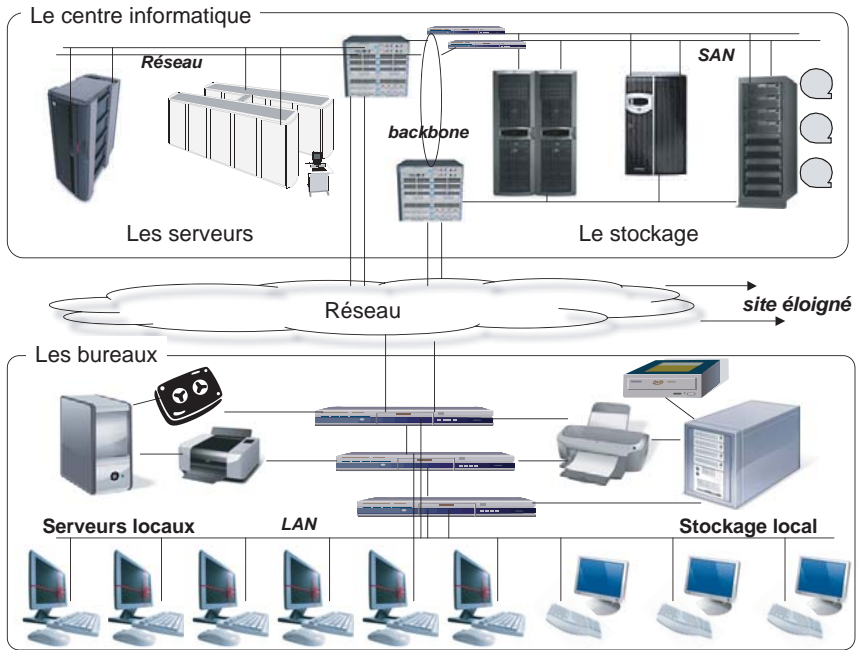 Le centre informatique
Réseau
SAN
backbone
Les serveurs
Le stockage
Réseau
site éloigné
Les bureaux
Serveurs locaux
LAN
Stockage local